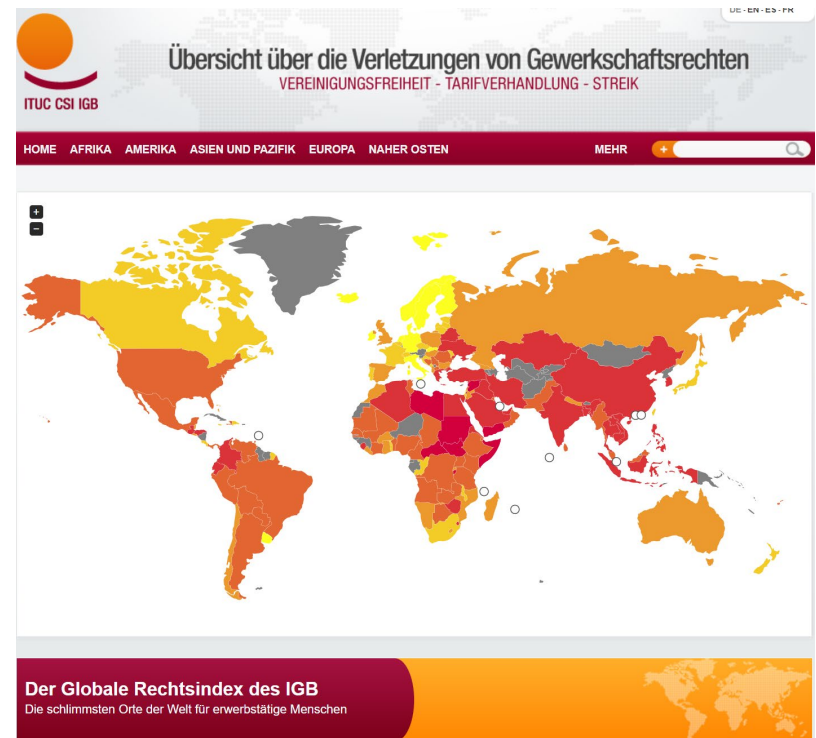 DE - EN - ES - FR
Übersicht über die Verletzungen von Gewerkschaftsrechten
VEREINIGUNGSFREIHEIT - TARIFVERHANDLUNG - STREIK
ITUC CSI IGB
HOME AFRIKA AMERIKA ASIEN UND PAZIFIK EUROPA NAHER OSTEN MEHR +
+
−
Der Globale Rechtsindex des IGB
Die schlimmsten Orte der Welt für erwerbstätige Menschen